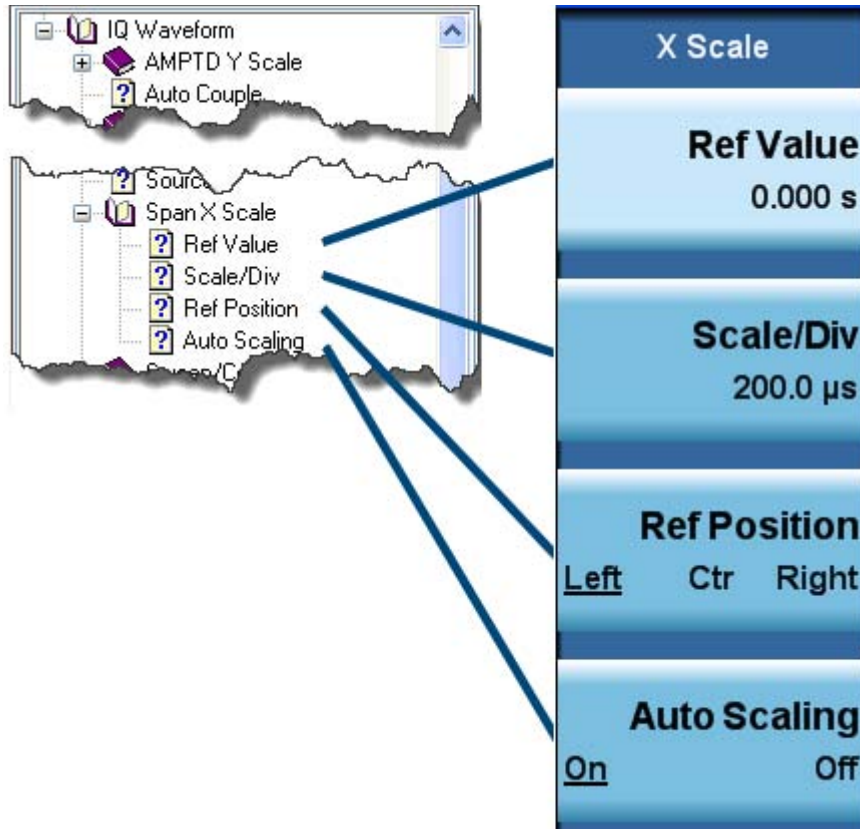 IQ Waveform
AMPTD Y Scale
Auto Couple
Source
Span X Scale
Ref Value
Scale/Div
Ref Position
Auto Scaling
X Scale
Ref Value
0.000 s
Scale/Div
200.0 µs
Ref Position
Left Ctr Right
Auto Scaling
On Off